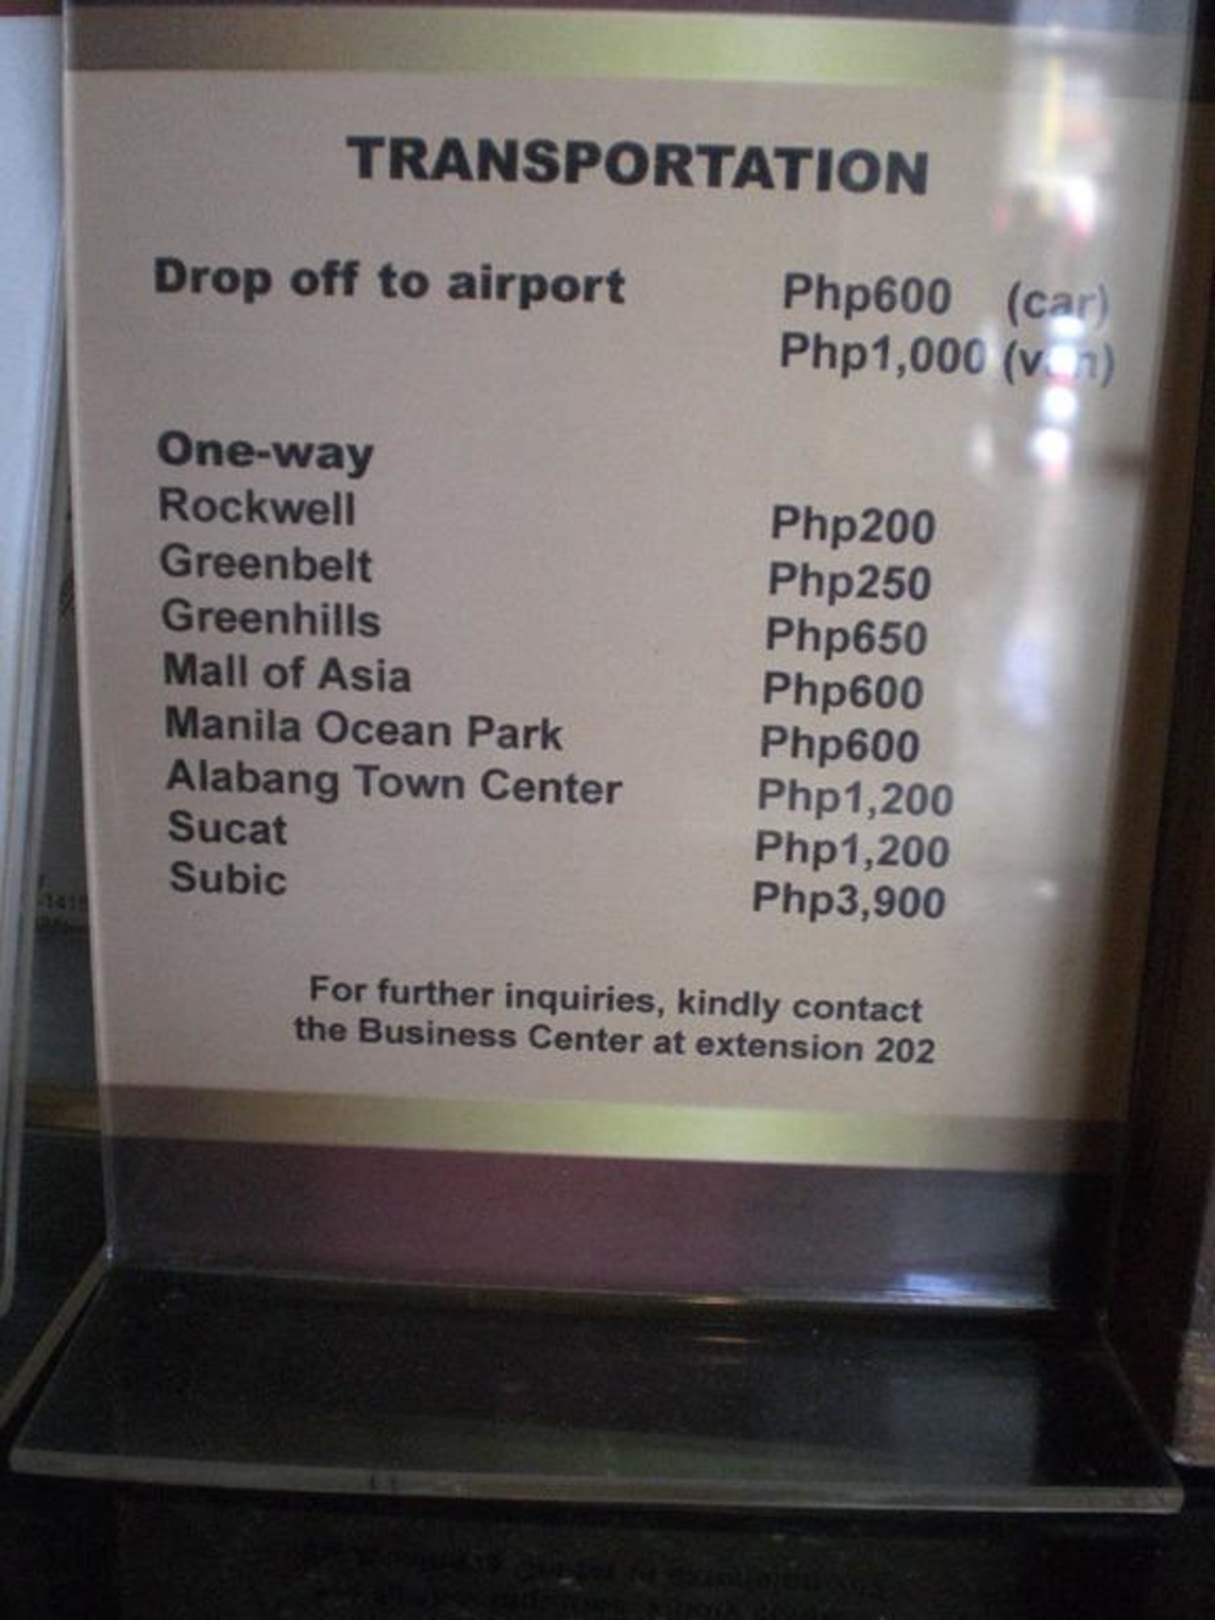 TRANSPORTATION
Drop off to airport Php600 (car)
Php1,000 (van)
One-way
Rockwell Php200
Greenbelt Php250
Greenhills Php650
Mall of Asia Php600
Manila Ocean Park Php600
Alabang Town Center Php1,200
Sucat Php1,200
Subic Php3,900
For further inquiries, kindly contact
the Business Center at extension 202